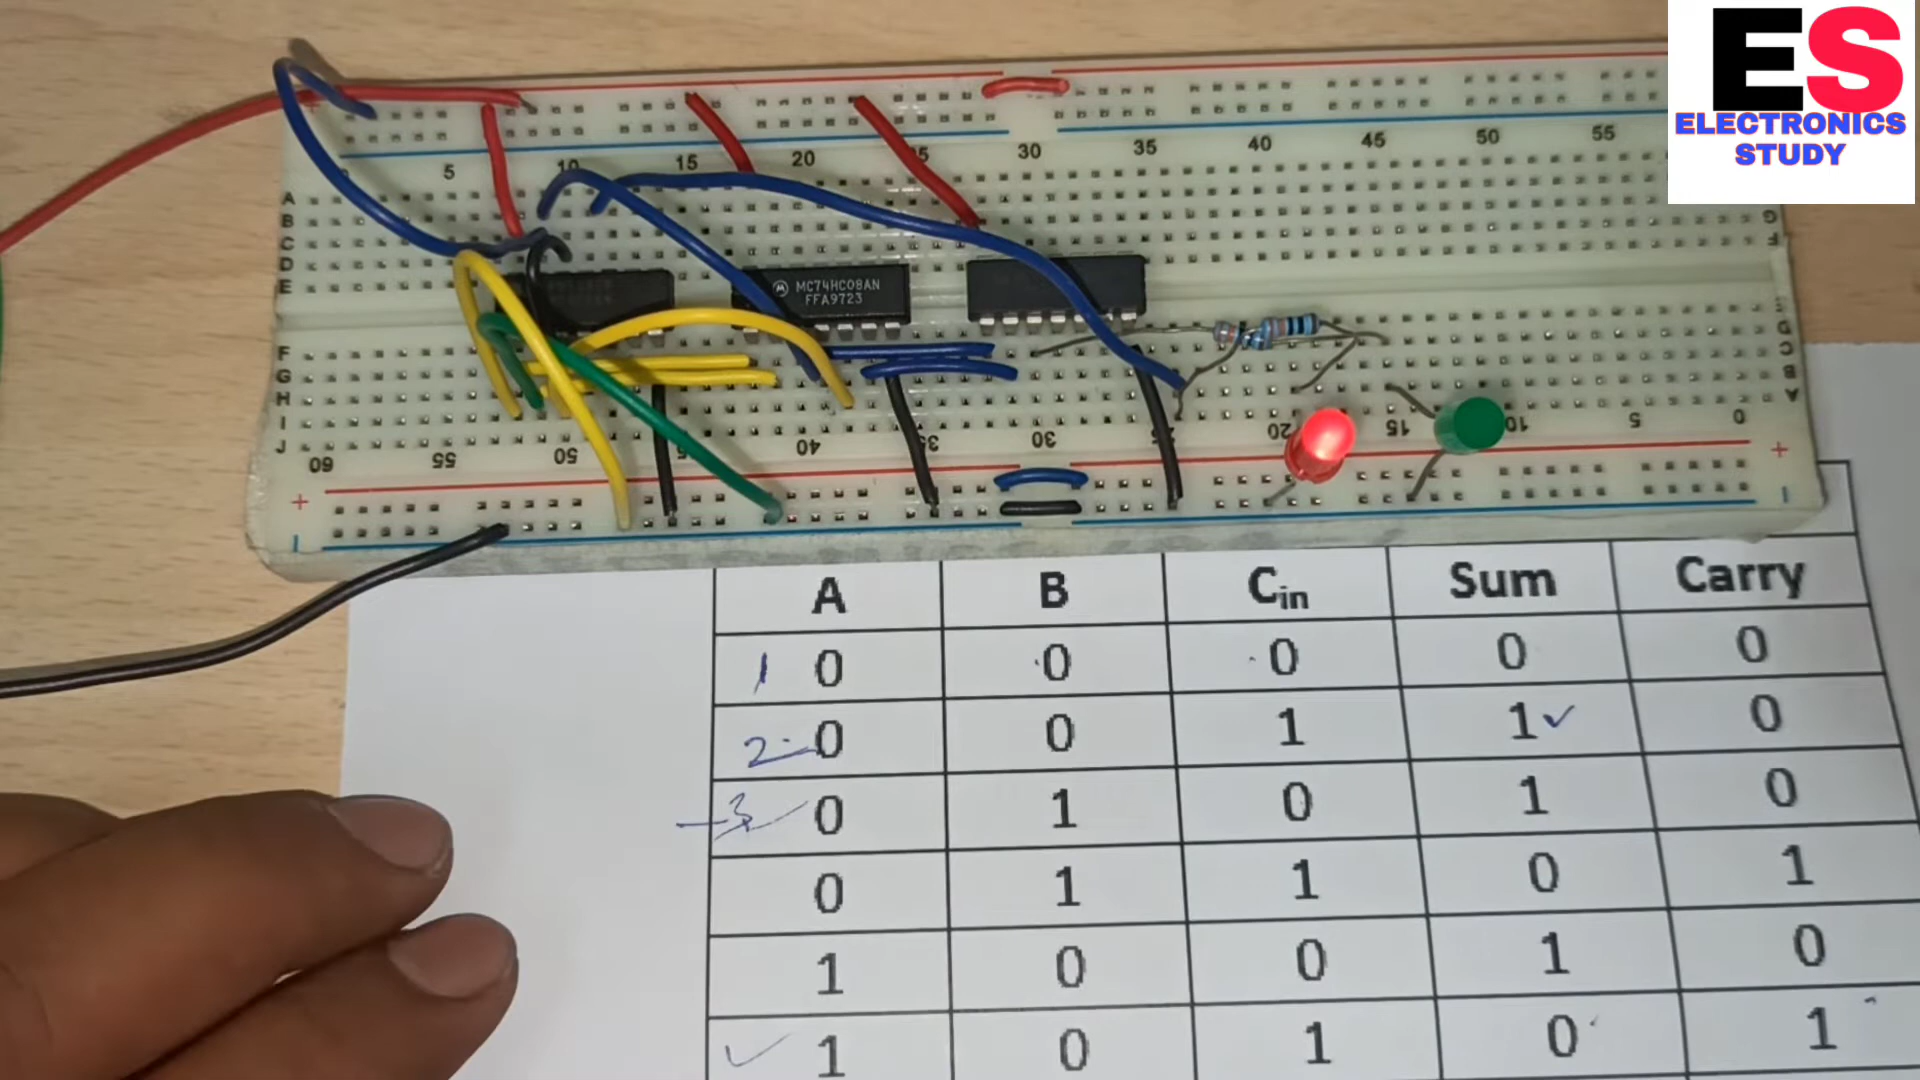 ES
ELECTRONICS
STUDY
5 10 15 20 25 30 35 40 45 50 55
A
B
C
D
E
MC74HC08AN
FFA9723
F
G
H
I
J
60 55 50 45 40 35 30 25 20 15 10 5 0
A B Cin Sum Carry
1 0 0 0 0 0
2 0 0 1 1 ✓ 0
3 ✓ 0 1 0 1 0
0 1 1 0 1
1 0 0 1 0
✓ 1 0 1 0 1